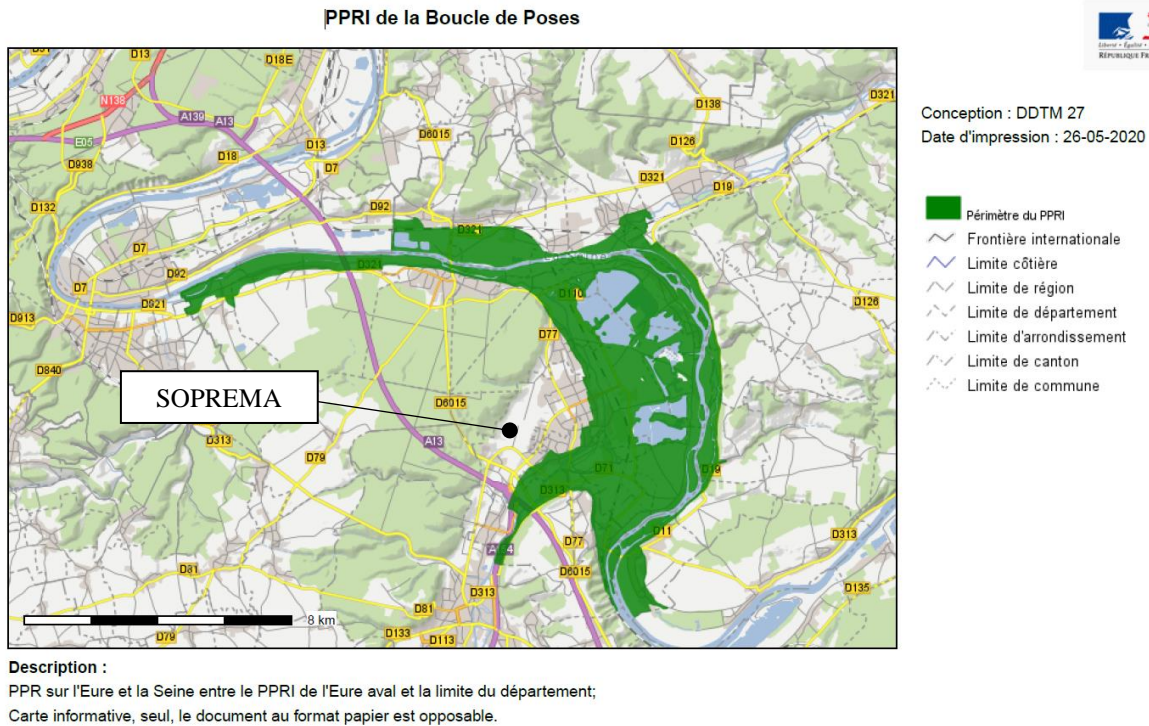 PPRI de la Boucle de Poses
RÉPUBLIQUE FR
Conception : DDTM 27
Date d'impression : 26-05-2020
Périmètre du PPRI
Frontière internationale
Limite côtière
Limite de région
Limite de département
Limite d'arrondissement
Limite de canton
Limite de commune
D13
D18E
N138
A139
A13
D321
D138
E05
D6015
D126
D18
D13
D938
D7
D321
D19
D132
D92
D321
D7
D92
D321
D7
D921
D110
D126
D913
D77
D840
SOPREMA
D6015
D313
A13
D79
D71
D19
D313
D11
D77
D313
D81
D6015
D313
D135
D81
D133
D113
D79
8 km
Description :
PPR sur l'Eure et la Seine entre le PPRI de l'Eure aval et la limite du département;
Carte informative, seul, le document au format papier est opposable.